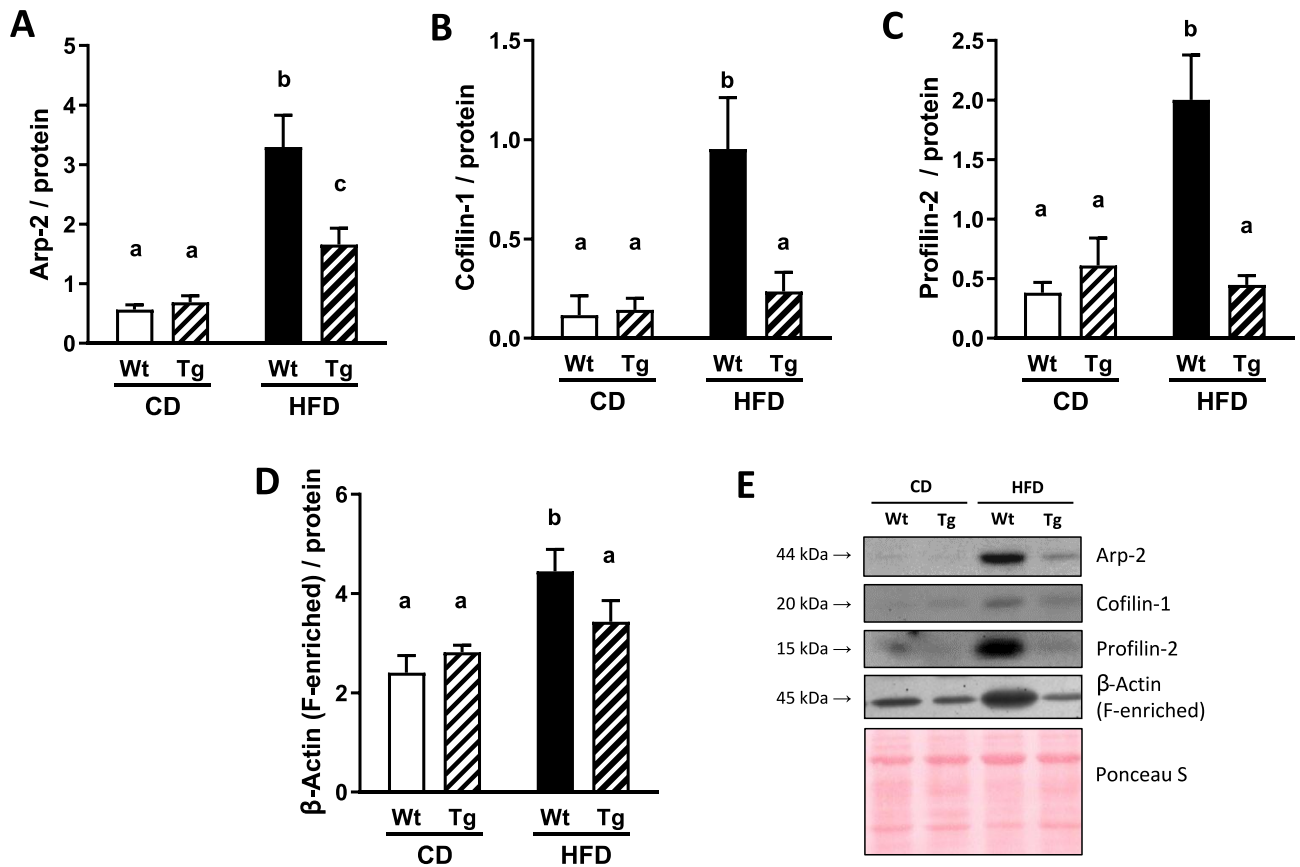 A
Arp-2 / protein
5
4
3
2
1
0
a
a
b
c
Wt Tg Wt Tg
CD HFD
B
Cofilin-1 / protein
1.5
1.0
0.5
0.0
a
a
b
a
Wt Tg Wt Tg
CD HFD
C
Profilin-2 / protein
2.5
2.0
1.5
1.0
0.5
0.0
a
a
b
a
Wt Tg Wt Tg
CD HFD
D
β-Actin (F-enriched) / protein
6
4
2
0
a
a
b
a
Wt Tg Wt Tg
CD HFD
E
CD HFD
Wt Tg Wt Tg
44 kDa → Arp-2
20 kDa → Cofilin-1
15 kDa → Profilin-2
45 kDa → β-Actin
(F-enriched)
Ponceau S